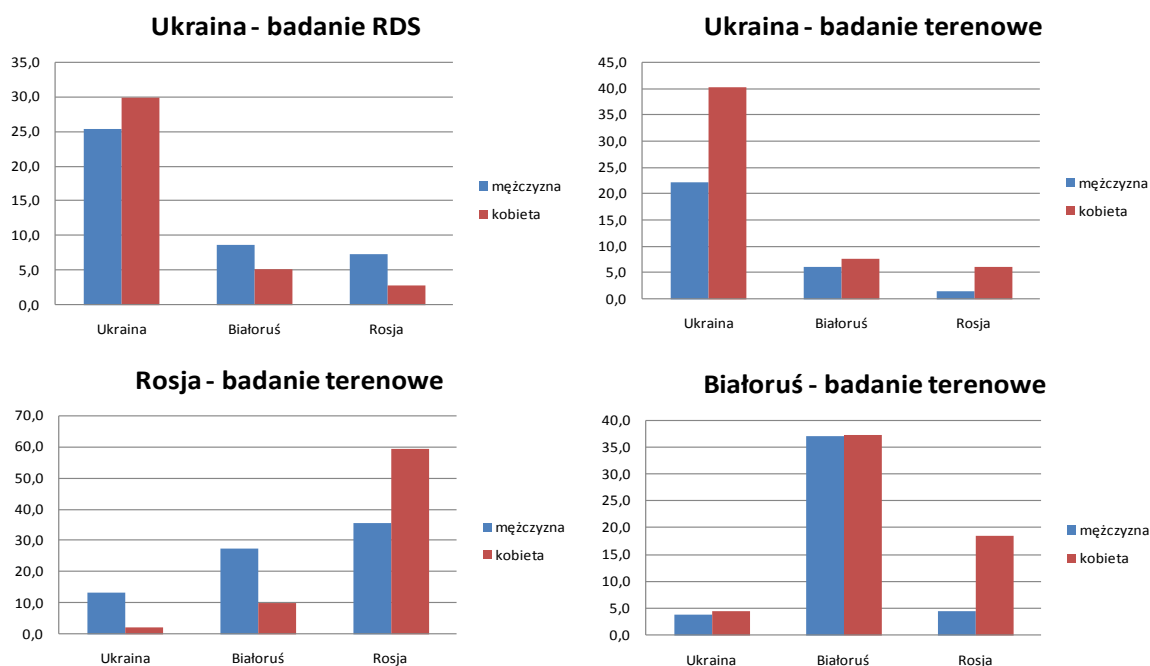 Ukraina - badanie RDS
35,0
30,0
25,0
20,0
15,0
10,0
5,0
0,0
Ukraina Białoruś Rosja
mężczyzna
kobieta
Ukraina - badanie terenowe
45,0
40,0
35,0
30,0
25,0
20,0
15,0
10,0
5,0
0,0
Ukraina Białoruś Rosja
mężczyzna
kobieta
Rosja - badanie terenowe
70,0
60,0
50,0
40,0
30,0
20,0
10,0
0,0
Ukraina Białoruś Rosja
mężczyzna
kobieta
Białoruś - badanie terenowe
40,0
35,0
30,0
25,0
20,0
15,0
10,0
5,0
0,0
Ukraina Białoruś Rosja
mężczyzna
kobieta